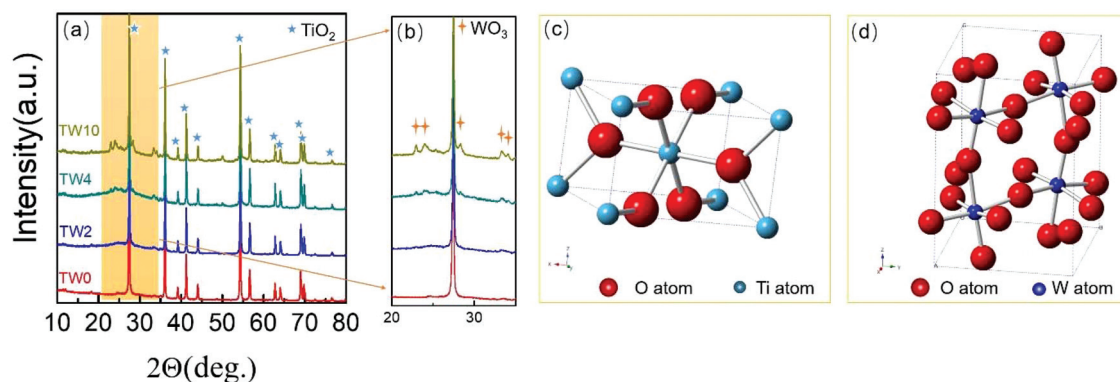 Intensity(a.u.)
(a)
TiO₂
TW10
TW4
TW2
TW0
10 20 30 40 50 60 70 80
2Θ(deg.)
(b)
WO₃
20 30
(c)
O atom Ti atom
(d)
O atom W atom